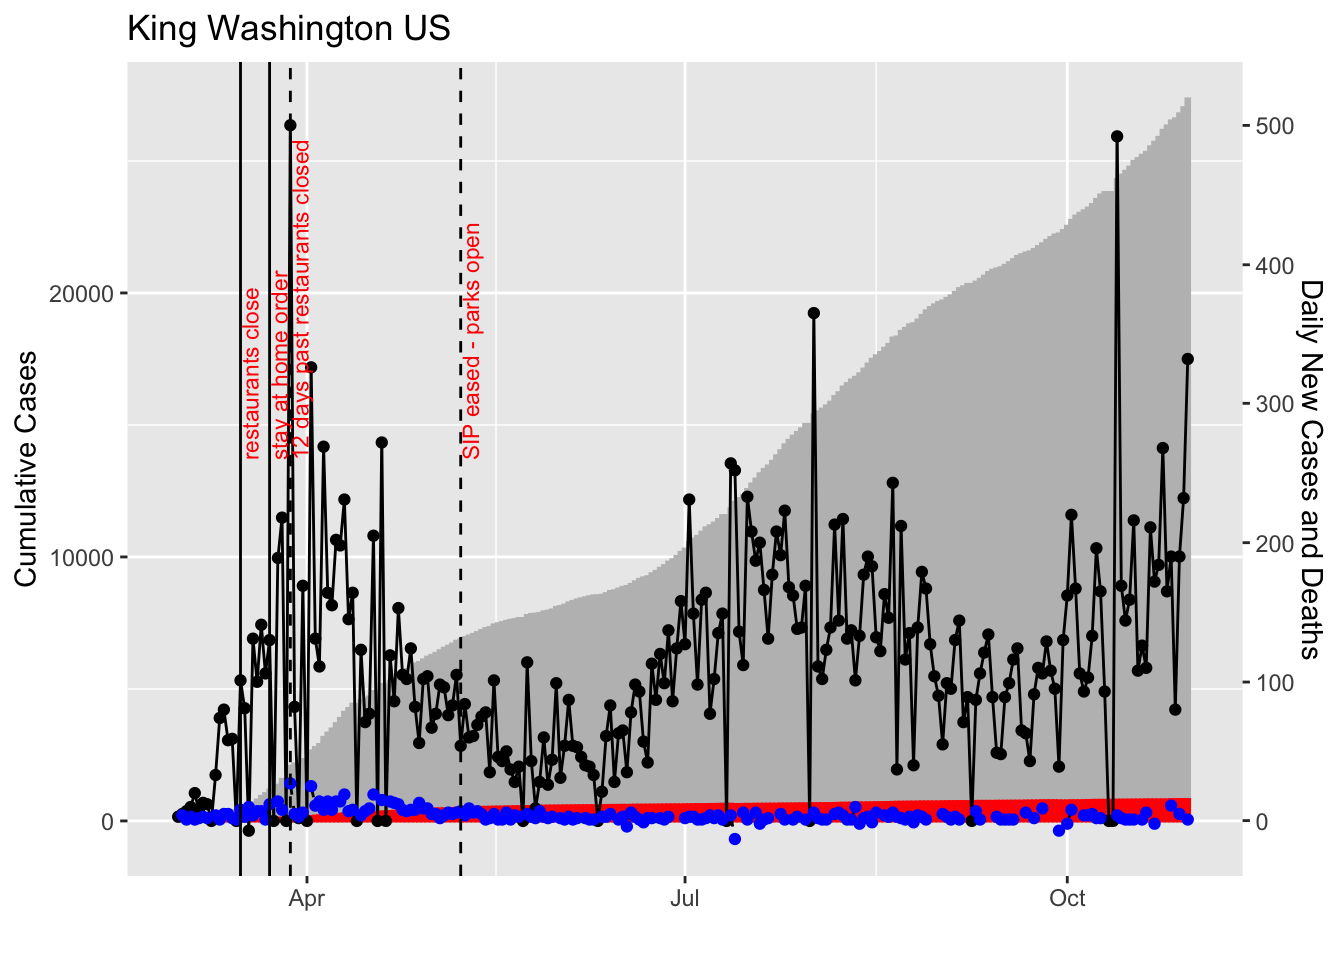 King Washington US
Cumulative Cases
20000
10000
0
restaurants close
stay at home order
12 days past restaurants closed
SIP eased - parks open
500
400
300
200
100
0
Daily New Cases and Deaths
Apr
Jul
Oct